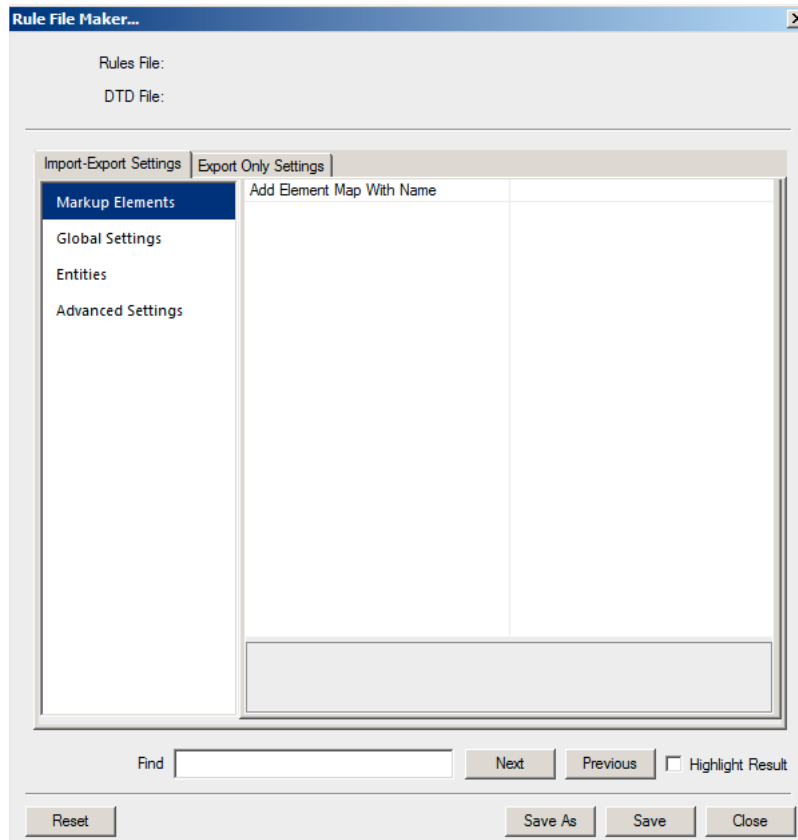 Rule File Maker...
Rules File:
DTD File:
Import-Export Settings Export Only Settings
Markup Elements
Global Settings
Entities
Advanced Settings
Add Element Map With Name
Find Next Previous Highlight Result
Reset Save As Save Close